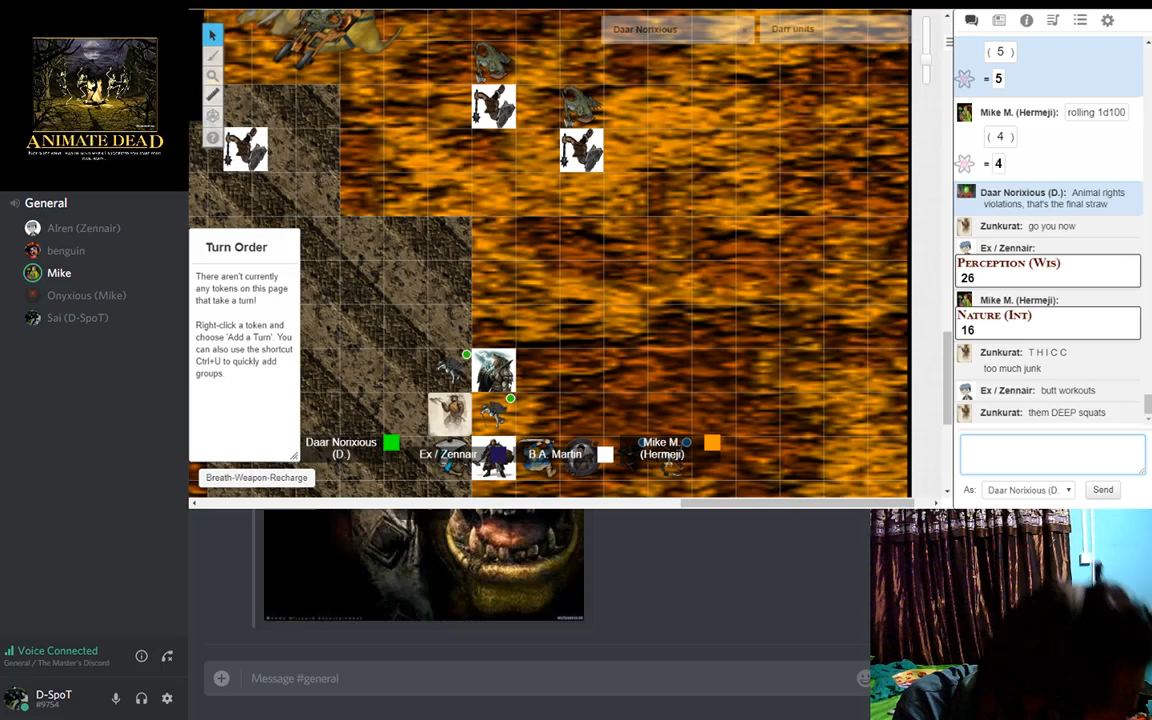 ANIMATE DEAD
General
Alren (Zennair)
benguin
Mike
Onyxious (Mike)
Sai (D-SpoT)
Voice Connected
General / The Master's Discord
D-SpoT
#9754
Daar Norixious
Darr units
Turn Order
There aren't currently
any tokens on this page
that take a turn!
Right-click a token and
choose 'Add a Turn'. You
can also use the shortcut
Ctrl+U to quickly add
groups.
Breath-Weapon-Recharge
Daar Norixious
(D.)
Ex / Zennair
B.A. Martin
Mike M.
(Hermeji)
Message #general
( 5 )
= 5
Mike M. (Hermeji): rolling 1d100
( 4 )
= 4
Daar Norixious (D.): Animal rights
violations, that's the final straw
Zunkurat: go you now
Ex / Zennair:
PERCEPTION (WIS)
26
Mike M. (Hermeji):
NATURE (INT)
16
Zunkurat: T H I C C
too much junk
Ex / Zennair: butt workouts
Zunkurat: them DEEP squats
As: Daar Norixious (D. Send